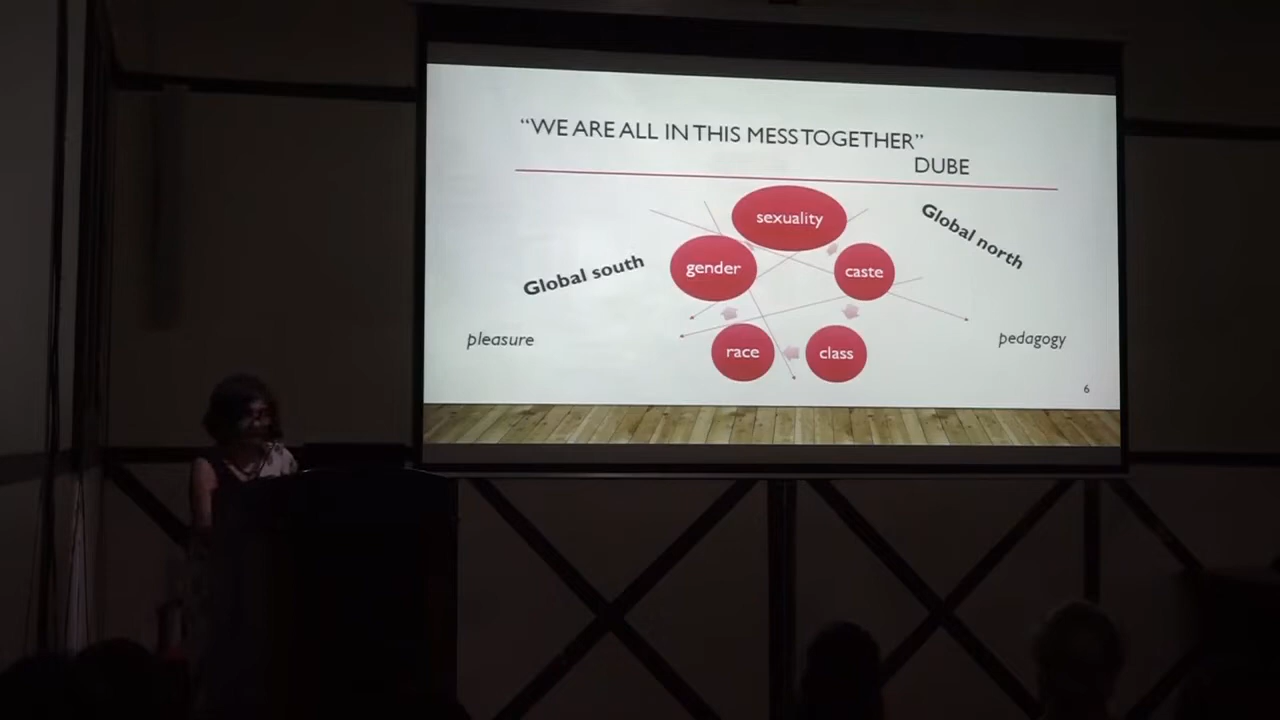 “WE ARE ALL IN THIS MESS TOGETHER”
DUBE
sexuality
Global north
gender
caste
Global south
pleasure
race
class
pedagogy
6